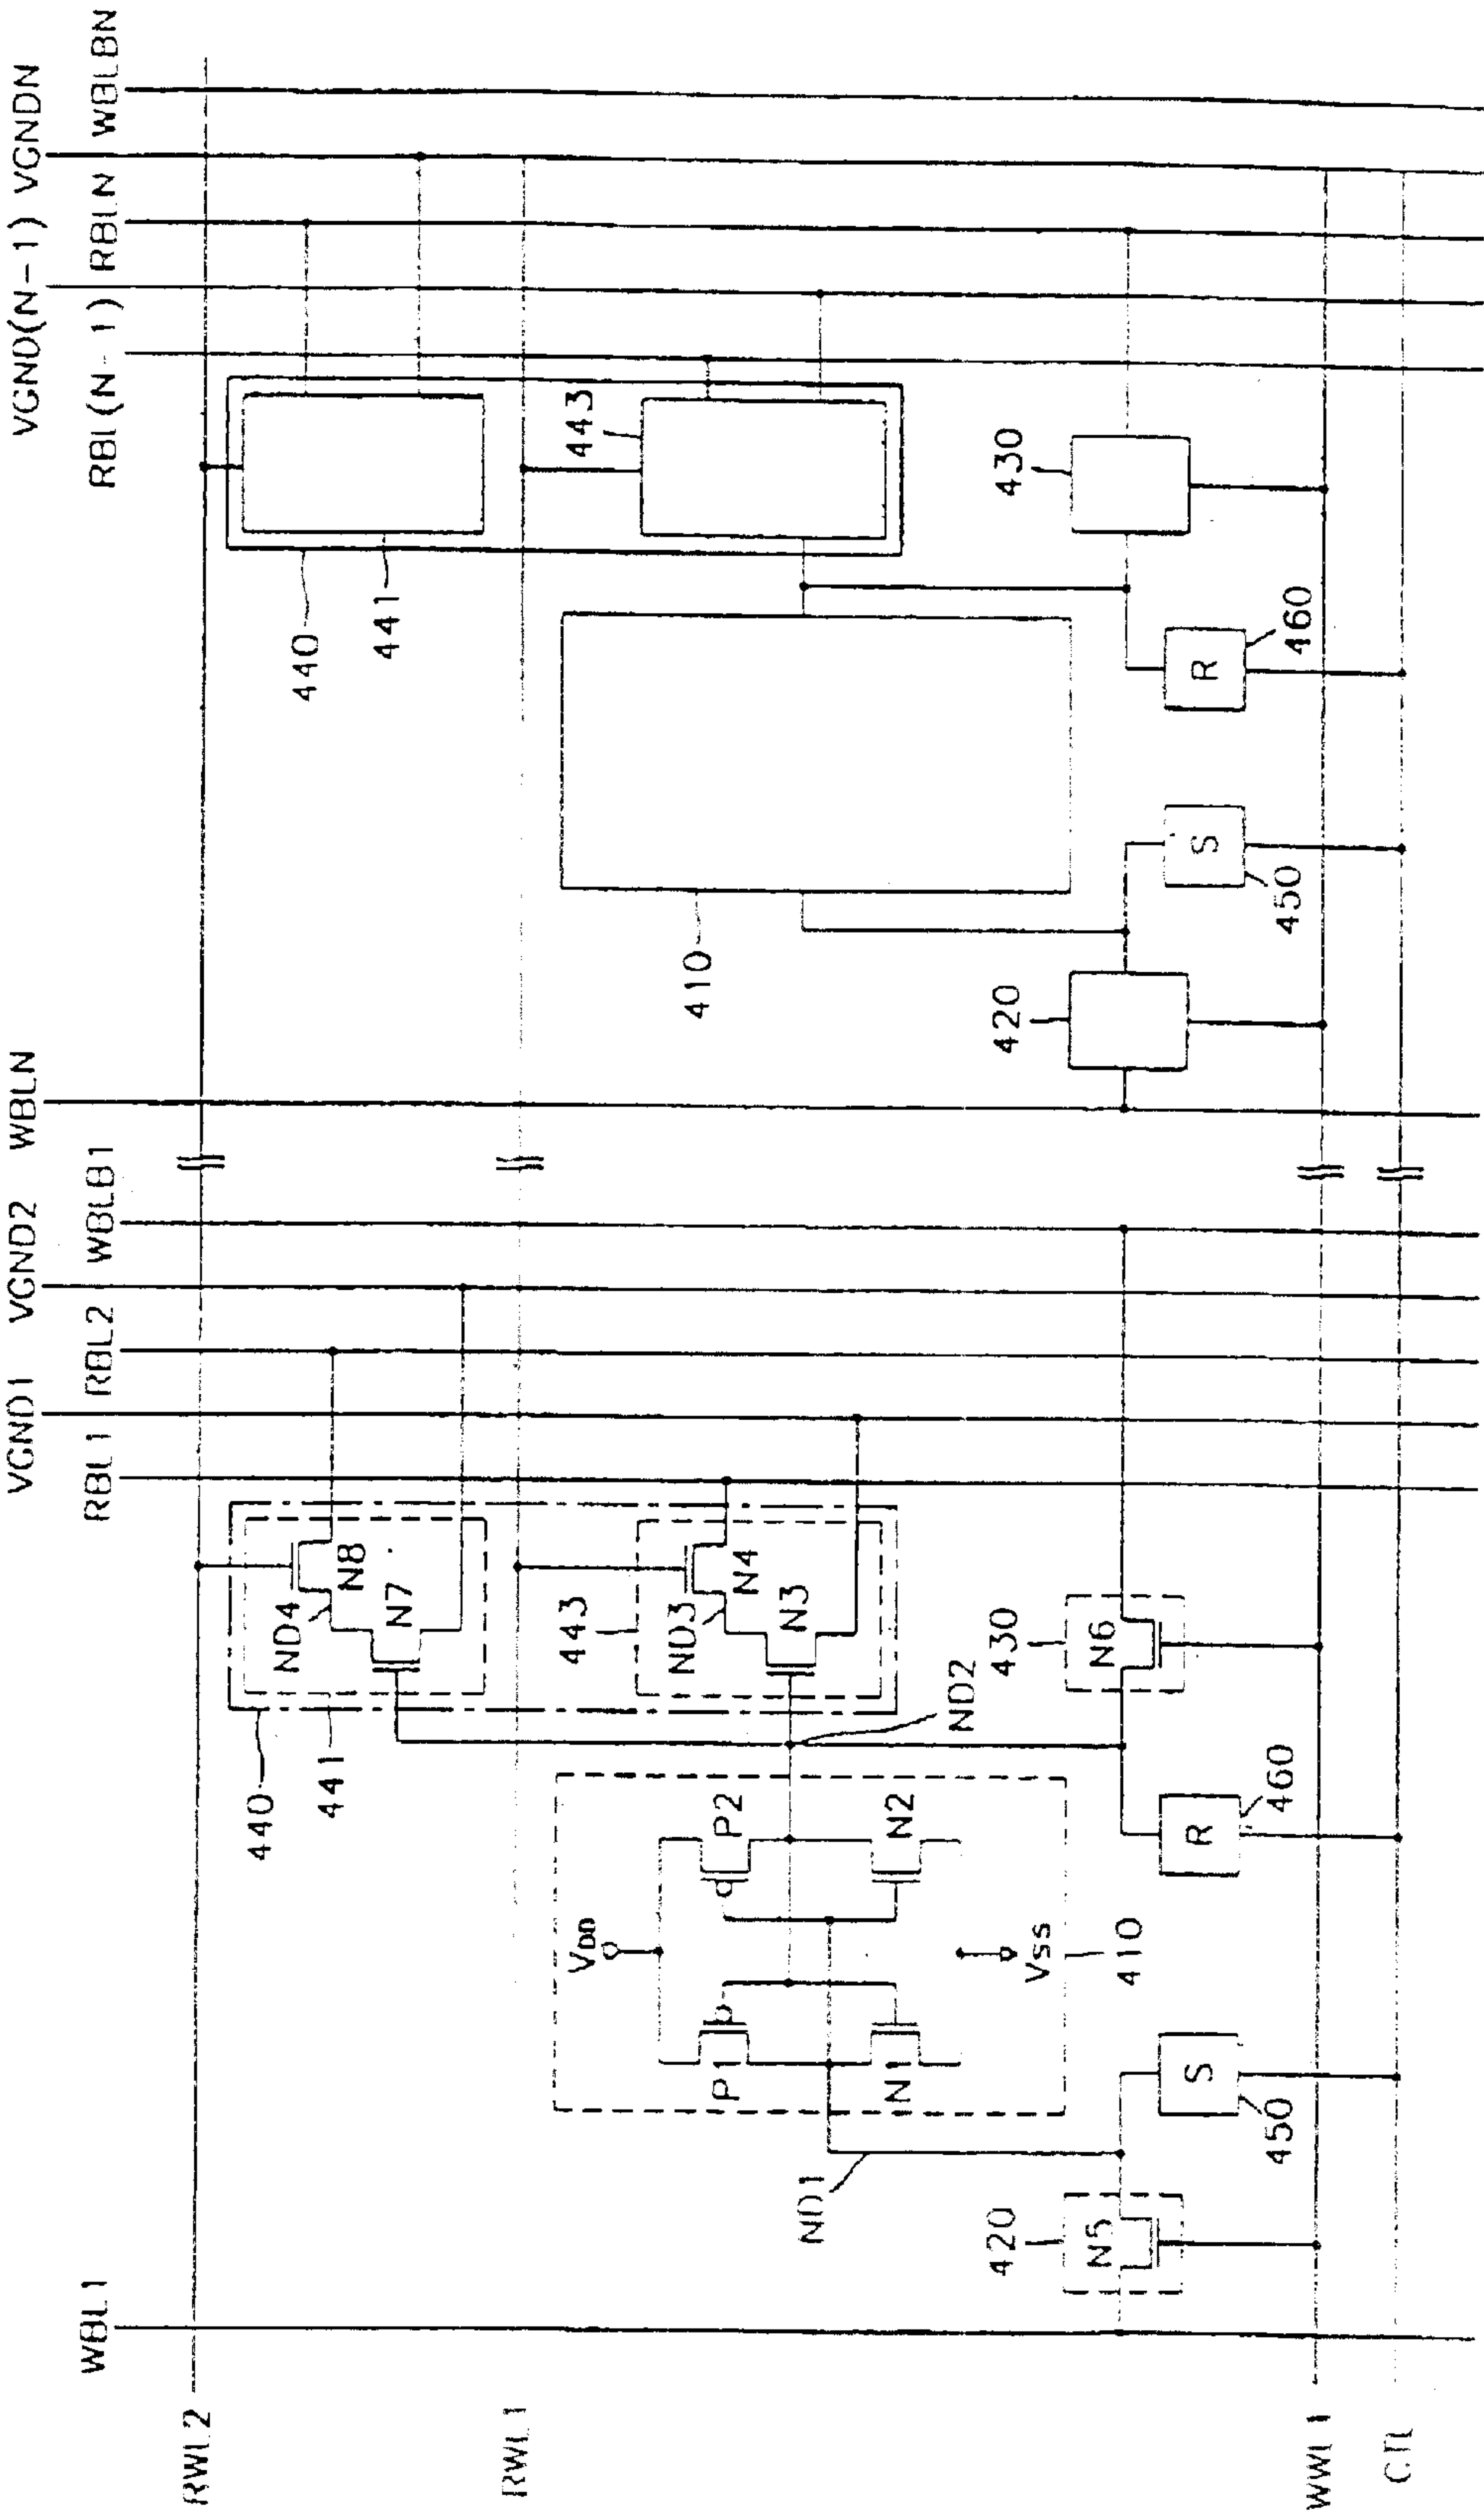 VGND1 VGND2 WBLN VGND(N-1) VGNDN
WBL1 RBL1 RBL2 WBLB1 RBL(N-1) RBLN WBLBN
RWL2
440
441
ND4
N8
N7
440
441
RWL1
443
ND3
N4
N3
443
VDD
P1
P2
N1
N2
VSS
410
410
ND1
ND2
420
N5
430
N6
420
430
S
450
R
460
S
450
R
460
WWL1
CTL